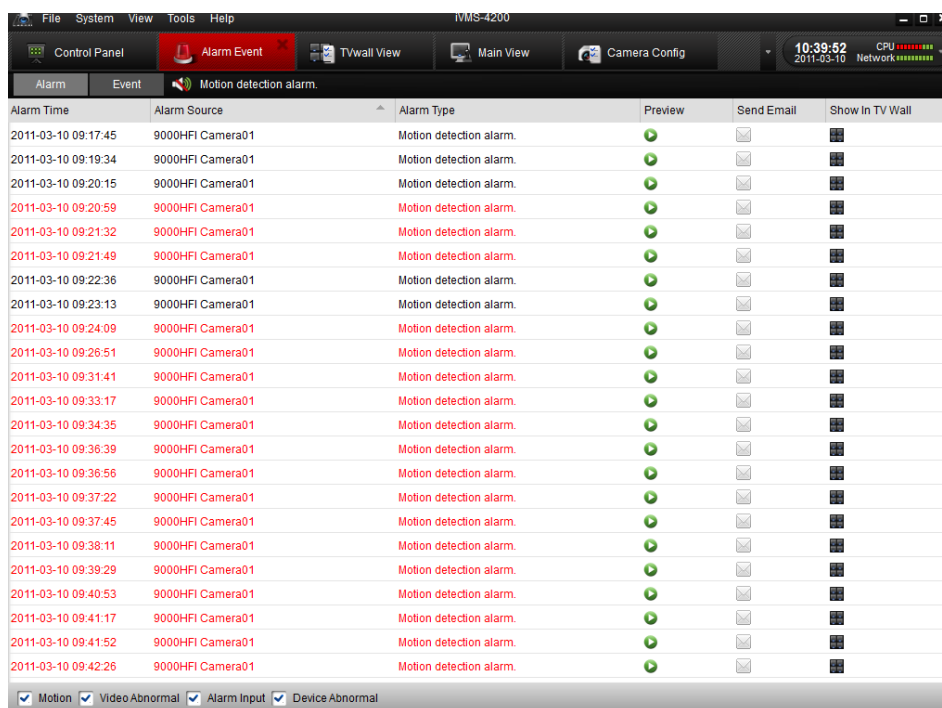 File System View Tools Help iVMS-4200
Control Panel Alarm Event TVwall View Main View Camera Config 10:39:52 CPU
2011-03-10 Network
Alarm Event Motion detection alarm.
Alarm Time Alarm Source Alarm Type Preview Send Email Show In TV Wall
2011-03-10 09:17:45 9000HFI Camera01 Motion detection alarm.
2011-03-10 09:19:34 9000HFI Camera01 Motion detection alarm.
2011-03-10 09:20:15 9000HFI Camera01 Motion detection alarm.
2011-03-10 09:20:59 9000HFI Camera01 Motion detection alarm.
2011-03-10 09:21:32 9000HFI Camera01 Motion detection alarm.
2011-03-10 09:21:49 9000HFI Camera01 Motion detection alarm.
2011-03-10 09:22:36 9000HFI Camera01 Motion detection alarm.
2011-03-10 09:23:13 9000HFI Camera01 Motion detection alarm.
2011-03-10 09:24:09 9000HFI Camera01 Motion detection alarm.
2011-03-10 09:26:51 9000HFI Camera01 Motion detection alarm.
2011-03-10 09:31:41 9000HFI Camera01 Motion detection alarm.
2011-03-10 09:33:17 9000HFI Camera01 Motion detection alarm.
2011-03-10 09:34:35 9000HFI Camera01 Motion detection alarm.
2011-03-10 09:36:39 9000HFI Camera01 Motion detection alarm.
2011-03-10 09:36:56 9000HFI Camera01 Motion detection alarm.
2011-03-10 09:37:22 9000HFI Camera01 Motion detection alarm.
2011-03-10 09:37:45 9000HFI Camera01 Motion detection alarm.
2011-03-10 09:38:11 9000HFI Camera01 Motion detection alarm.
2011-03-10 09:39:29 9000HFI Camera01 Motion detection alarm.
2011-03-10 09:40:53 9000HFI Camera01 Motion detection alarm.
2011-03-10 09:41:17 9000HFI Camera01 Motion detection alarm.
2011-03-10 09:41:52 9000HFI Camera01 Motion detection alarm.
2011-03-10 09:42:26 9000HFI Camera01 Motion detection alarm.
Motion Video Abnormal Alarm Input Device Abnormal